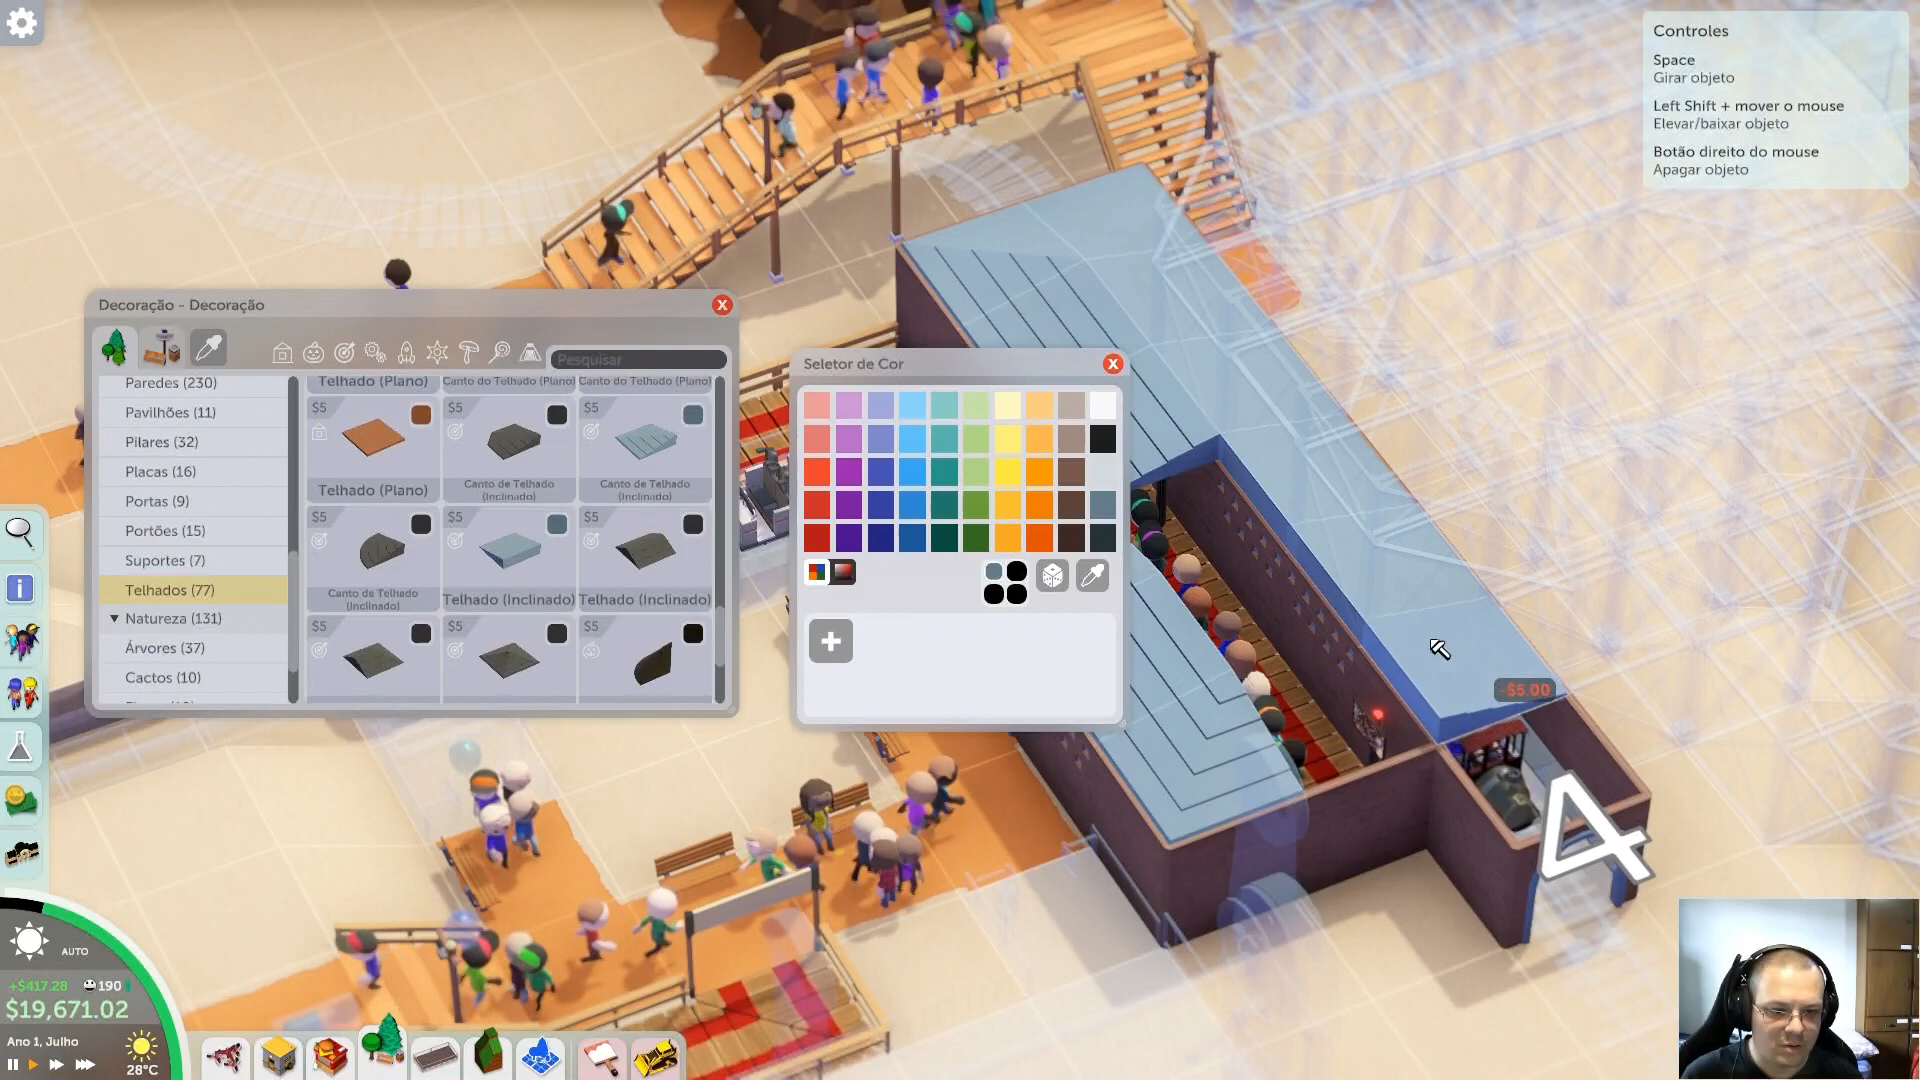 Controles
Space
Girar objeto
Left Shift + mover o mouse
Elevar/baixar objeto
Botão direito do mouse
Apagar objeto
Decoração - Decoração
X
Pesquisar
Paredes (230)
Pavilhões (11)
Pilares (32)
Placas (16)
Portas (9)
Portões (15)
Suportes (7)
Telhados (77)
Natureza (131)
Árvores (37)
Cactos (10)
Telhado (Plano)
Canto do Telhado (Plano)
Canto do Telhado (Plano)
$5
$5
$5
Telhado (Plano)
Canto de Telhado
(Inclinado)
Canto de Telhado
(Inclinado)
$5
$5
$5
Canto de Telhado
(Inclinado)
Telhado (Inclinado)
Telhado (Inclinado)
$5
$5
$5
Seletor de Cor
X
-$5.00
4
AUTO
+$417.28
190
$19,671.02
Ano 1, Julho
28°C